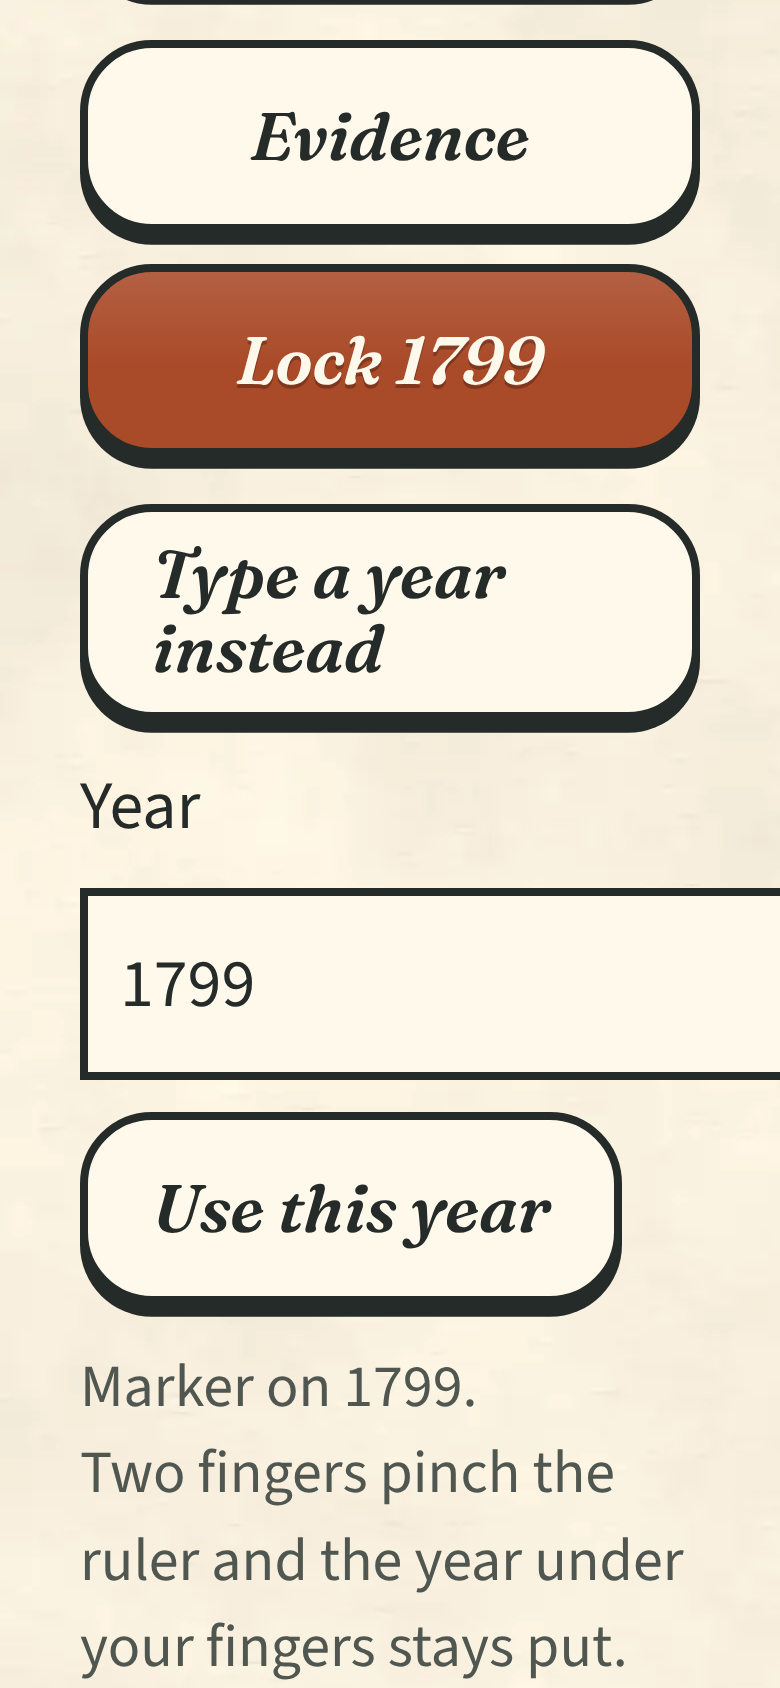 Evidence
Lock 1799
Type a year
instead
Year
1799
Use this year
Marker on 1799.
Two fingers pinch the
ruler and the year under
your fingers stays put.